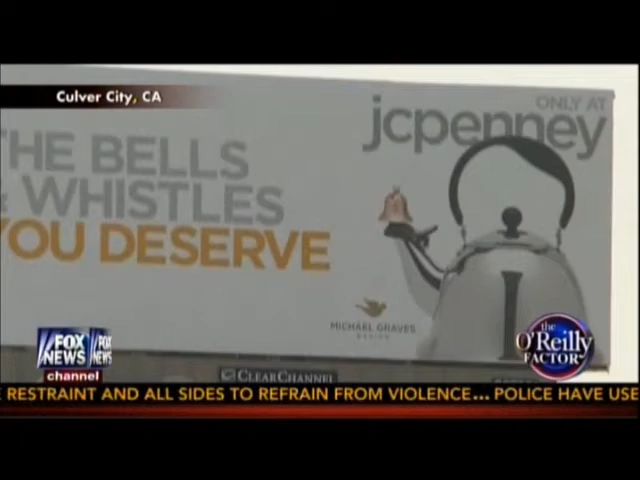 Culver City, CA
ONLY AT
jcpenney
THE BELLS
& WHISTLES
YOU DESERVE
MICHAEL GRAVES
DESIGN
FOX NEWS
FOX NEWS
channel
the O'Reilly FACTOR
CLEARCHANNEL
RESTRAINT AND ALL SIDES TO REFRAIN FROM VIOLENCE... POLICE HAVE USE